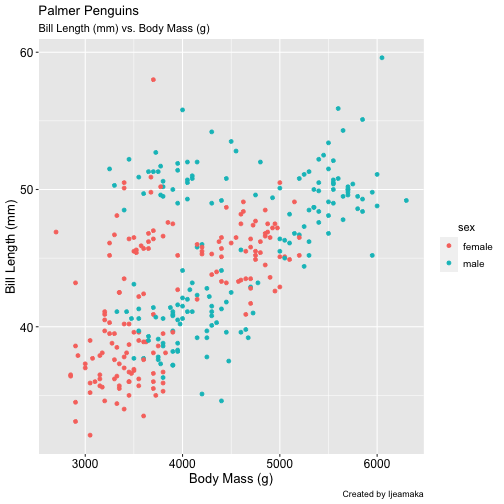 Palmer Penguins
Bill Length (mm) vs. Body Mass (g)
60
50
40
Bill Length (mm)
3000 4000 5000 6000
Body Mass (g)
sex
female
male
Created by Ijeamaka